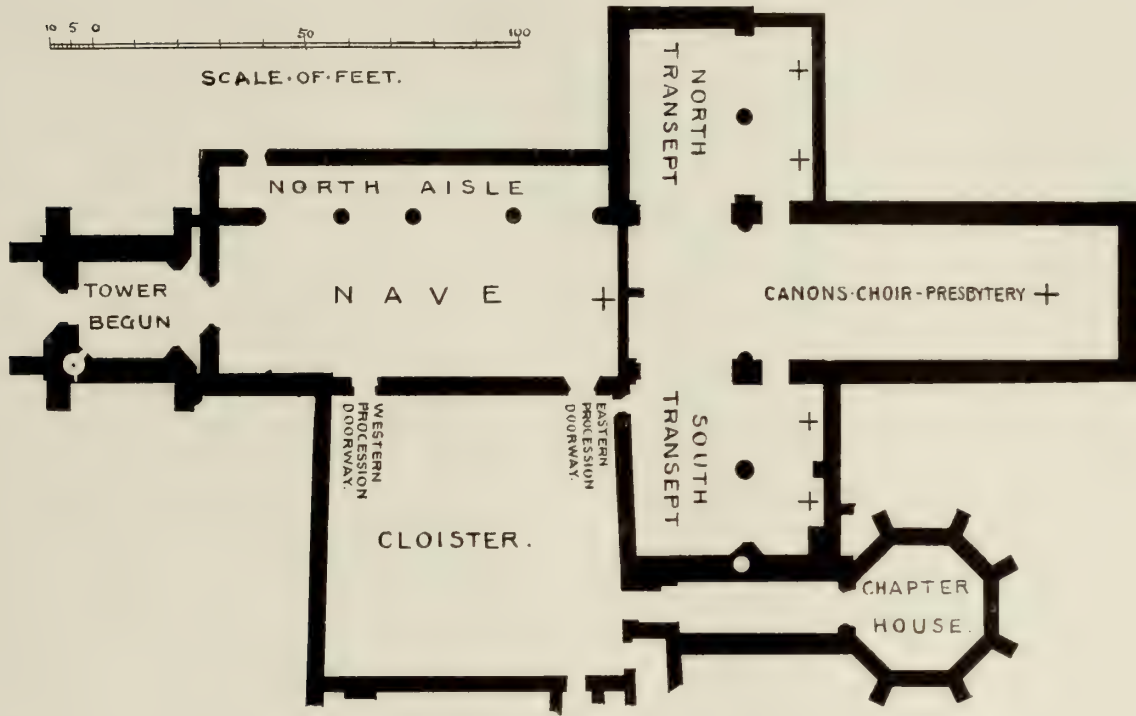 10 5 0 50 100
SCALE·OF·FEET.
NORTH
TRANSEPT
NORTH AISLE
TOWER
BEGUN
NAVE
CANONS·CHOIR-PRESBYTERY
WESTERN
PROCESSION
DOORWAY.
EASTERN
PROCESSION
DOORWAY.
SOUTH
TRANSEPT
CLOISTER.
CHAPTER
HOUSE.